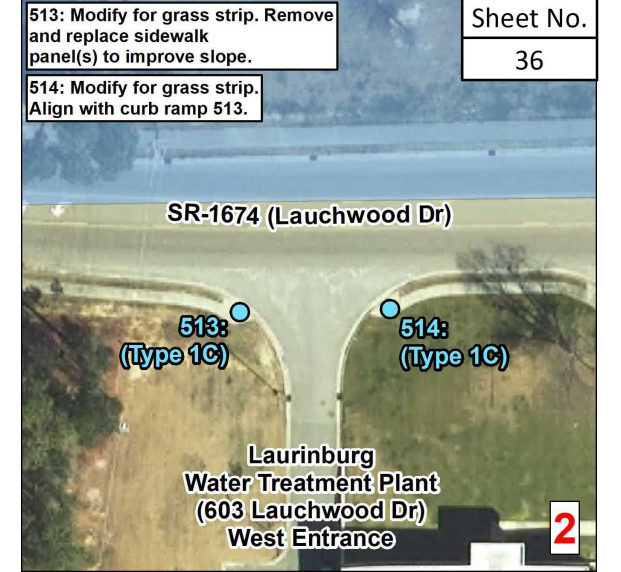 513: Modify for grass strip. Remove
and replace sidewalk
panel(s) to improve slope.
514: Modify for grass strip.
Align with curb ramp 513.
Sheet No.
36
SR-1674 (Lauchwood Dr)
513:
(Type 1C)
514:
(Type 1C)
Laurinburg
Water Treatment Plant
(603 Lauchwood Dr)
West Entrance
2